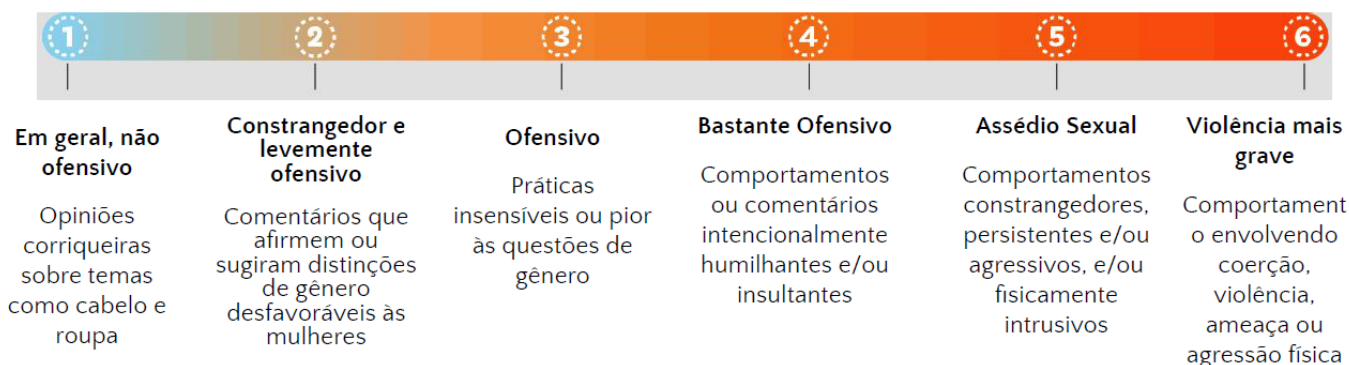 1
2
3
4
5
6
Em geral, não
ofensivo
Opiniões
corriqueiras
sobre temas
como cabelo e
roupa
Constrangedor e
levemente
ofensivo
Comentários que
afirmem ou
sugiram distinções
de gênero
desfavoráveis às
mulheres
Ofensivo
Práticas
insensíveis ou pior
às questões de
gênero
Bastante Ofensivo
Comportamentos
ou comentários
intencionalmente
humilhantes e/ou
insultantes
Assédio Sexual
Comportamentos
constrangedores,
persistentes e/ou
agressivos, e/ou
fisicamente
intrusivos
Violência mais
grave
Comportament
o envolvendo
coerção,
violência,
ameaça ou
agressão física